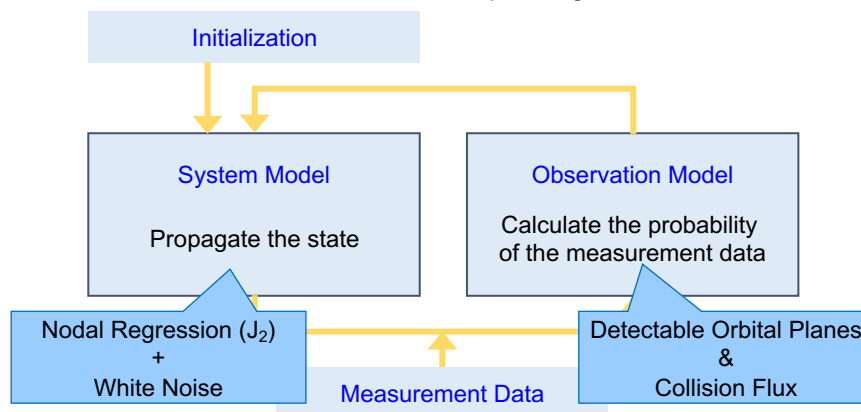 Initialization
System Model
Propagate the state
Observation Model
Calculate the probability
of the measurement data
Nodal Regression (J₂)
+
White Noise
Detectable Orbital Planes
&
Collision Flux
Measurement Data